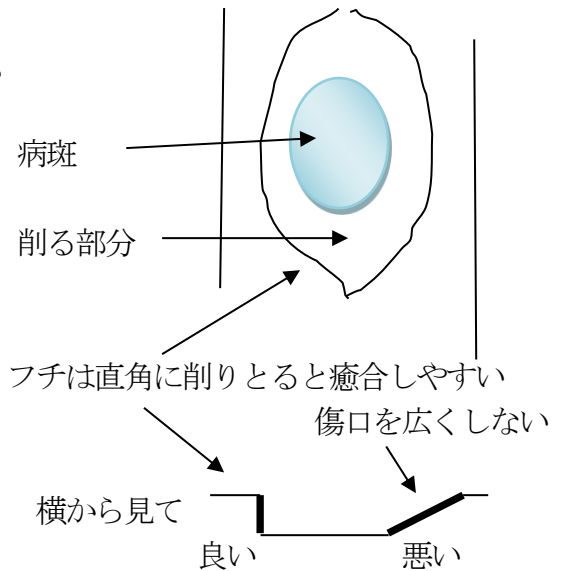 病斑
削る部分
フチは直角に削りとると癒合しやすい
傷口を広くしない
横から見て
良い
悪い